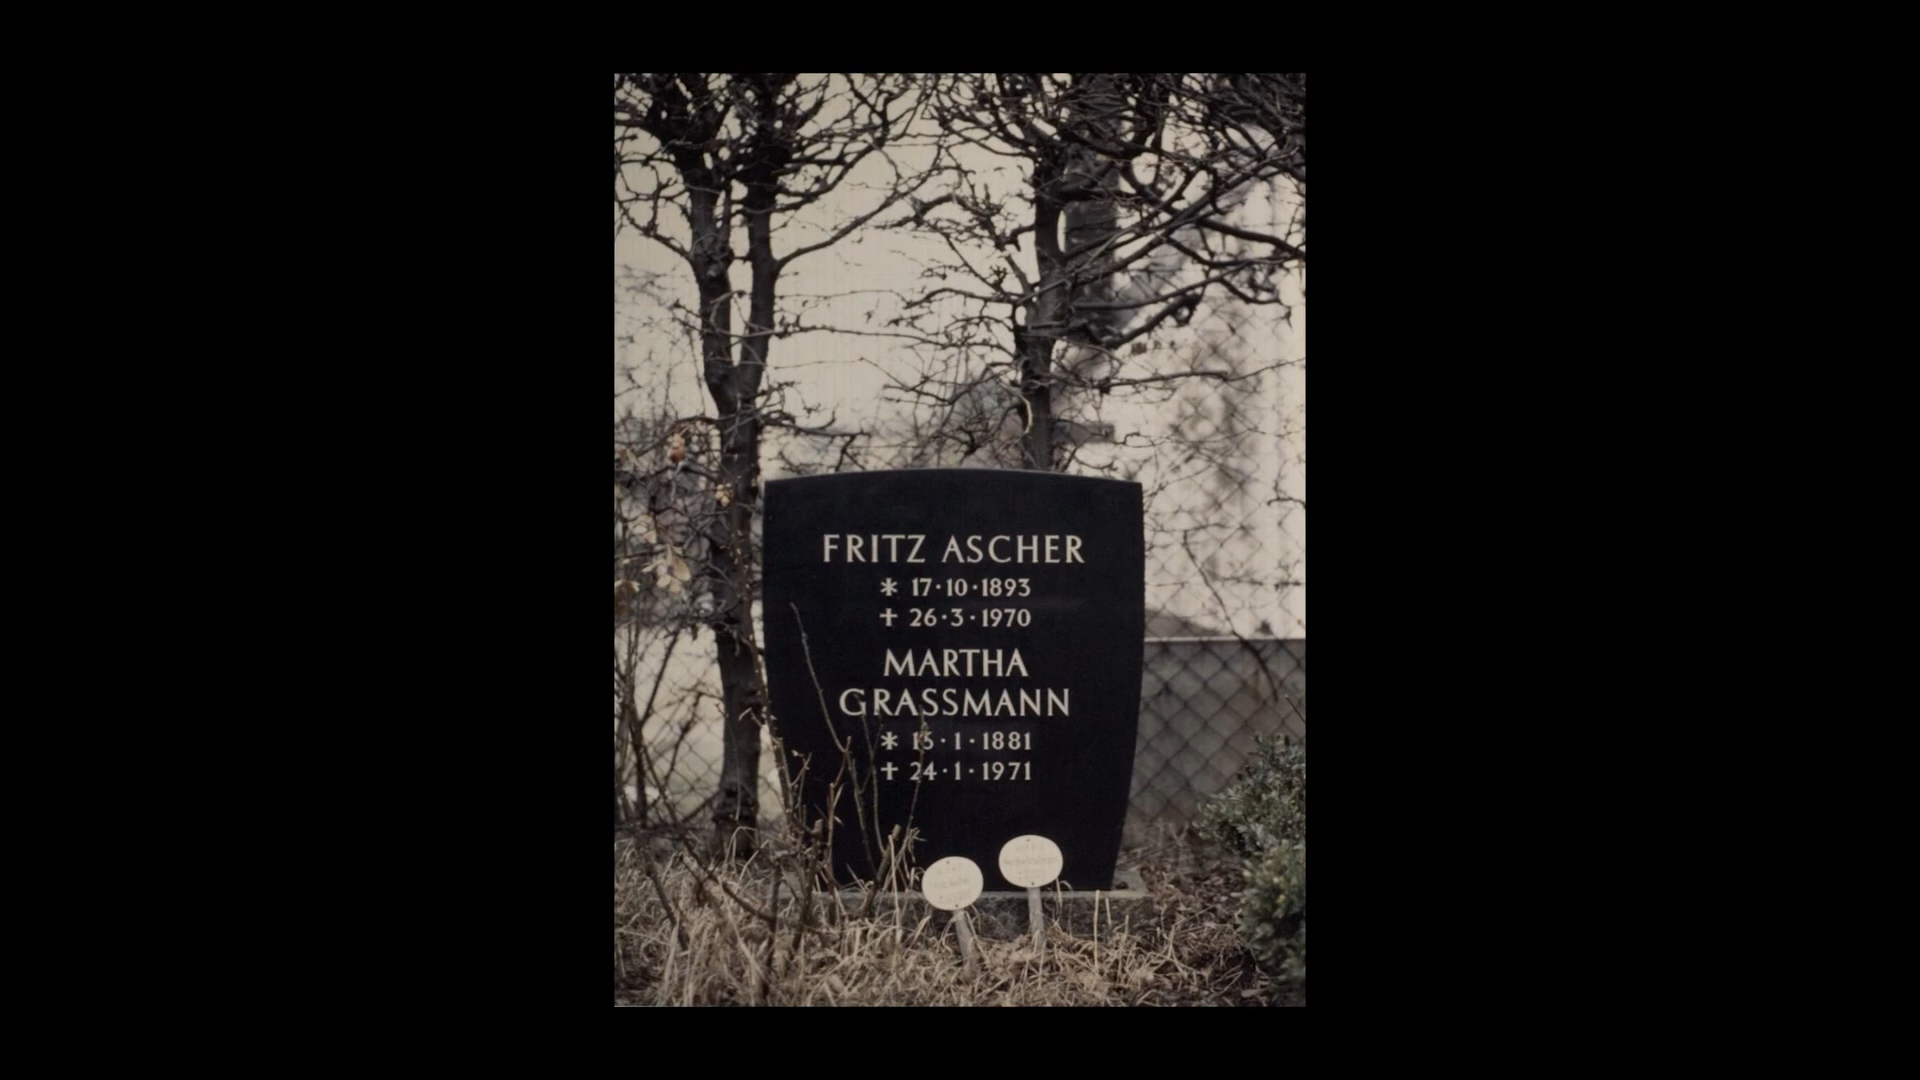 FRITZ ASCHER
* 17·10·1893
† 26·3·1970
MARTHA
GRASSMANN
* 15·1·1881
† 24·1·1971